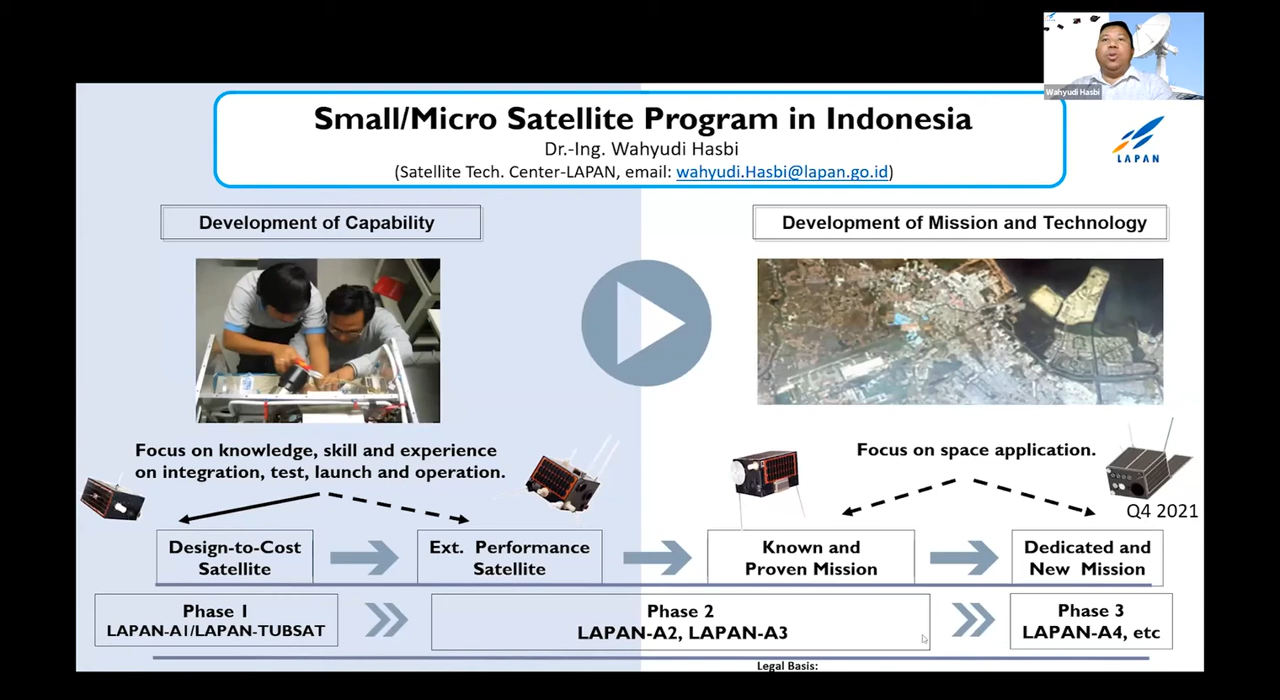 Wahyudi Hasbi
Small/Micro Satellite Program in Indonesia
Dr.-Ing. Wahyudi Hasbi
(Satellite Tech. Center-LAPAN, email: wahyudi.Hasbi@lapan.go.id)
LAPAN
Development of Capability
Development of Mission and Technology
Focus on knowledge, skill and experience
on integration, test, launch and operation.
Focus on space application.
Q4 2021
Design-to-Cost
Satellite
Ext. Performance
Satellite
Known and
Proven Mission
Dedicated and
New Mission
Phase 1
LAPAN-A1/LAPAN-TUBSAT
Phase 2
LAPAN-A2, LAPAN-A3
Phase 3
LAPAN-A4, etc
Legal Basis: